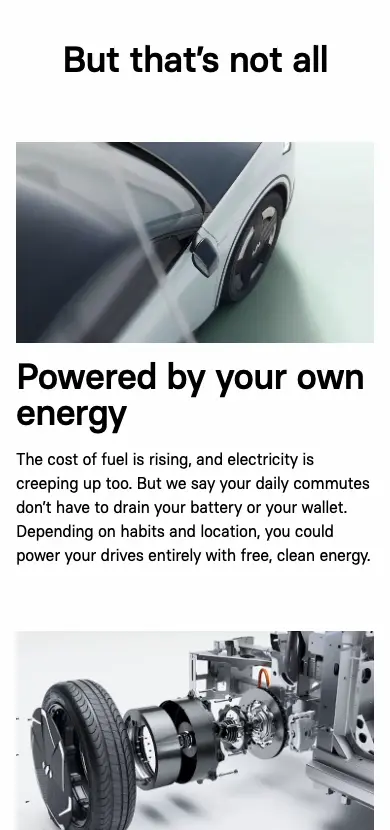 But that's not all
Powered by your own
energy
The cost of fuel is rising, and electricity is
creeping up too. But we say your daily commutes
don't have to drain your battery or your wallet.
Depending on habits and location, you could
power your drives entirely with free, clean energy.